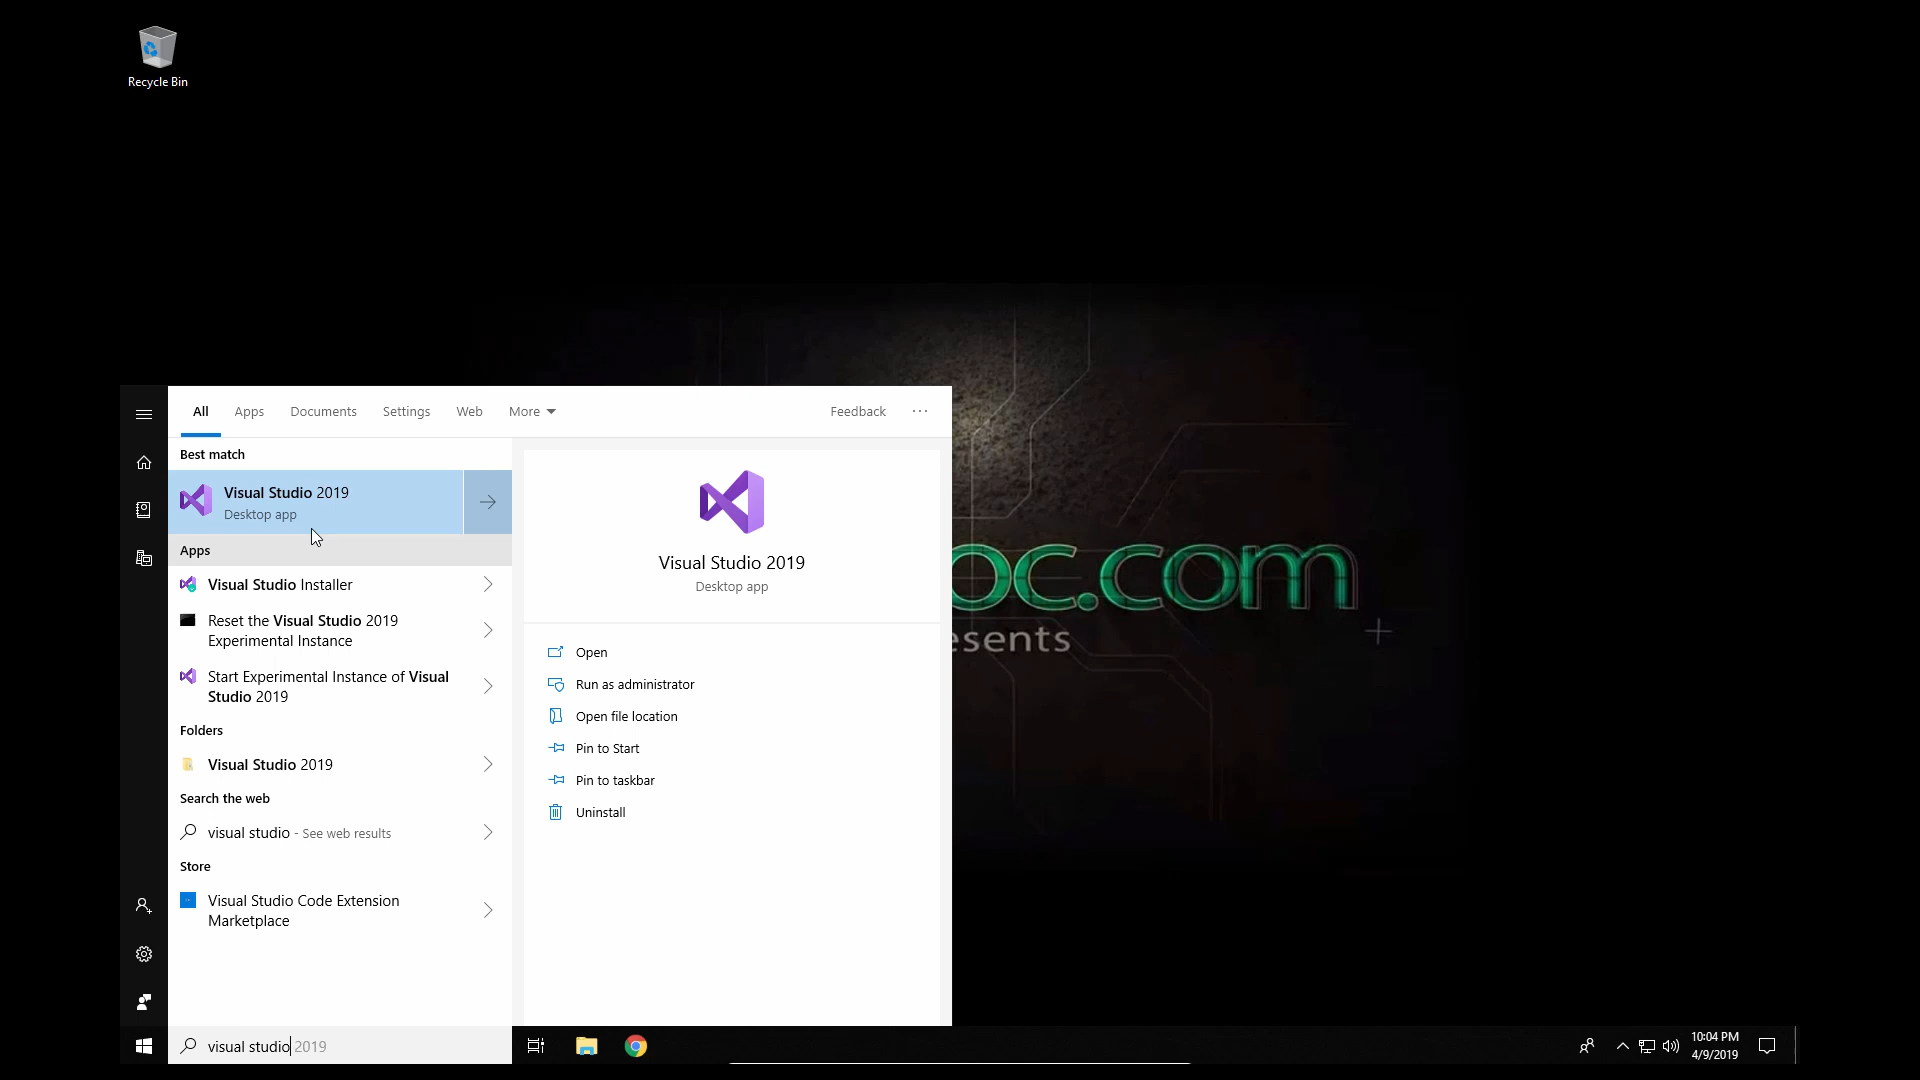 Recycle Bin
All
Apps
Documents
Settings
Web
More
Feedback
Best match
Visual Studio 2019
Desktop app
Apps
Visual Studio Installer
Reset the Visual Studio 2019
Experimental Instance
Start Experimental Instance of Visual
Studio 2019
Folders
Visual Studio 2019
Search the web
visual studio - See web results
Store
Visual Studio Code Extension
Marketplace
Visual Studio 2019
Desktop app
Open
Run as administrator
Open file location
Pin to Start
Pin to taskbar
Uninstall
oc.com
esents
visual studio 2019
10:04 PM
4/9/2019